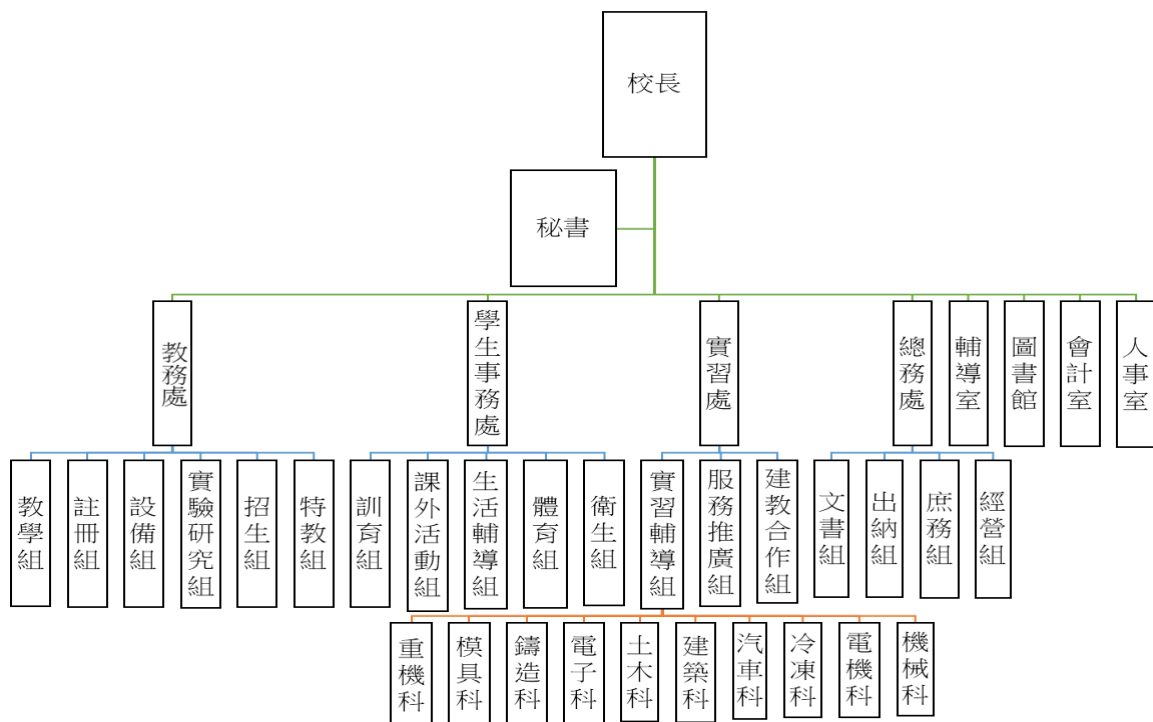 校長
秘書
教務處
學生事務處
實習處
總務處
輔導室
圖書館
會計室
人事室
教學組
註冊組
設備組
實驗研究組
招生組
特教組
訓育組
課外活動組
生活輔導組
體育組
衛生組
實習輔導組
服務推廣組
建教合作組
文書組
出納組
庶務組
經營組
重機科
模具科
鑄造科
電子科
土木科
建築科
汽車科
冷凍科
電機科
機械科